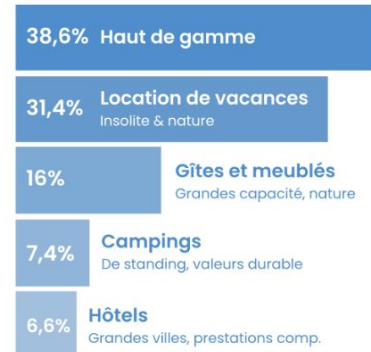 38,6% Haut de gamme
31,4% Location de vacances
Insolite & nature
16% Gîtes et meublés
Grandes capacité, nature
7,4% Campings
De standing, valeurs durable
6,6% Hôtels
Grandes villes, prestations comp.